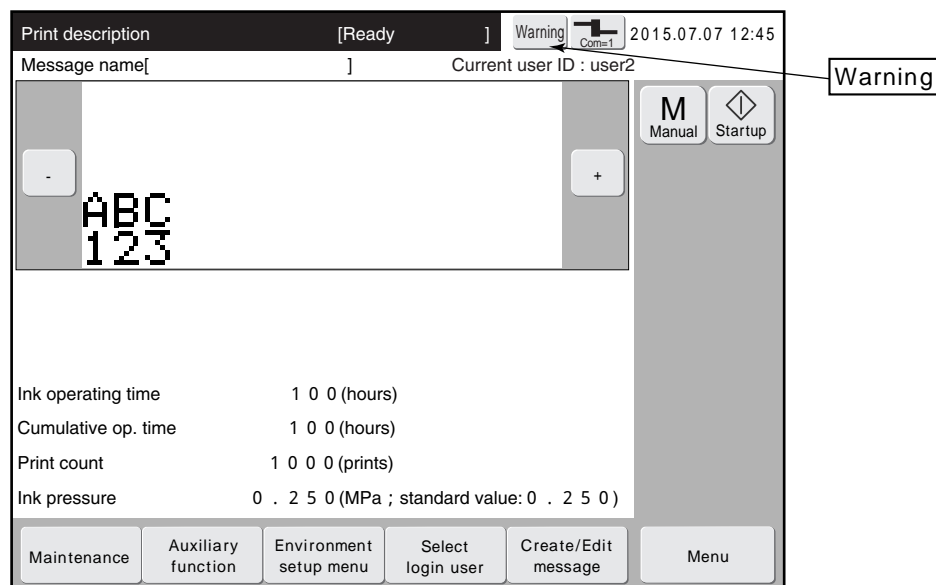 Print description [Ready ] Warning Com=1 2015.07.07 12:45
Message name[ ] Current user ID : user2
Warning
M
Manual
Startup
-
+
ABC
123
Ink operating time 1 0 0 (hours)
Cumulative op. time 1 0 0 (hours)
Print count 1 0 0 0 (prints)
Ink pressure 0 . 2 5 0 (MPa ; standard value: 0 . 2 5 0 )
Maintenance
Auxiliary
function
Environment
setup menu
Select
login user
Create/Edit
message
Menu